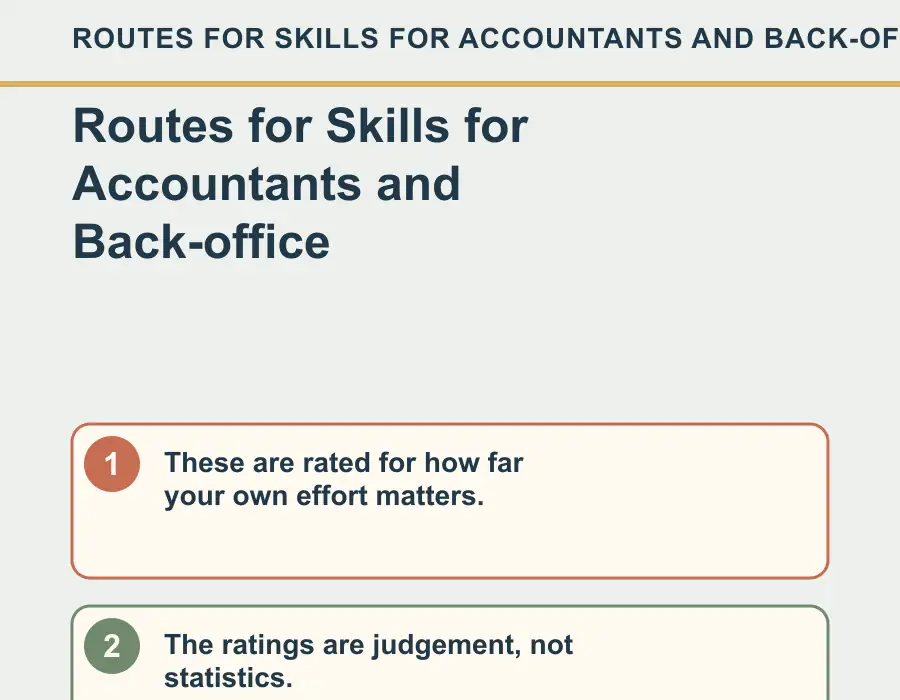 ROUTES FOR SKILLS FOR ACCOUNTANTS AND BACK-OF
Routes for Skills for
Accountants and
Back-office
1
These are rated for how far
your own effort matters.
2
The ratings are judgement, not
statistics.